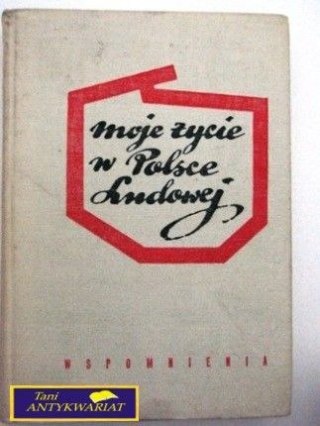 moje życie
w Polsce
Ludowej
WSPOMNIENIA
Tani
ANTYKWARIAT